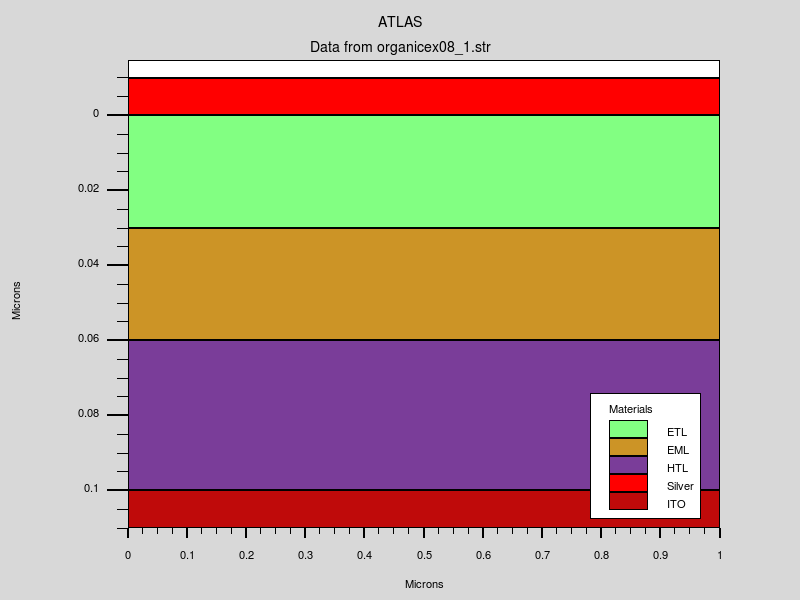 ATLAS
Data from organicex08_1.str
0
0.02
0.04
0.06
0.08
0.1
Microns
Materials
ETL
EML
HTL
Silver
ITO
0 0.1 0.2 0.3 0.4 0.5 0.6 0.7 0.8 0.9 1
Microns